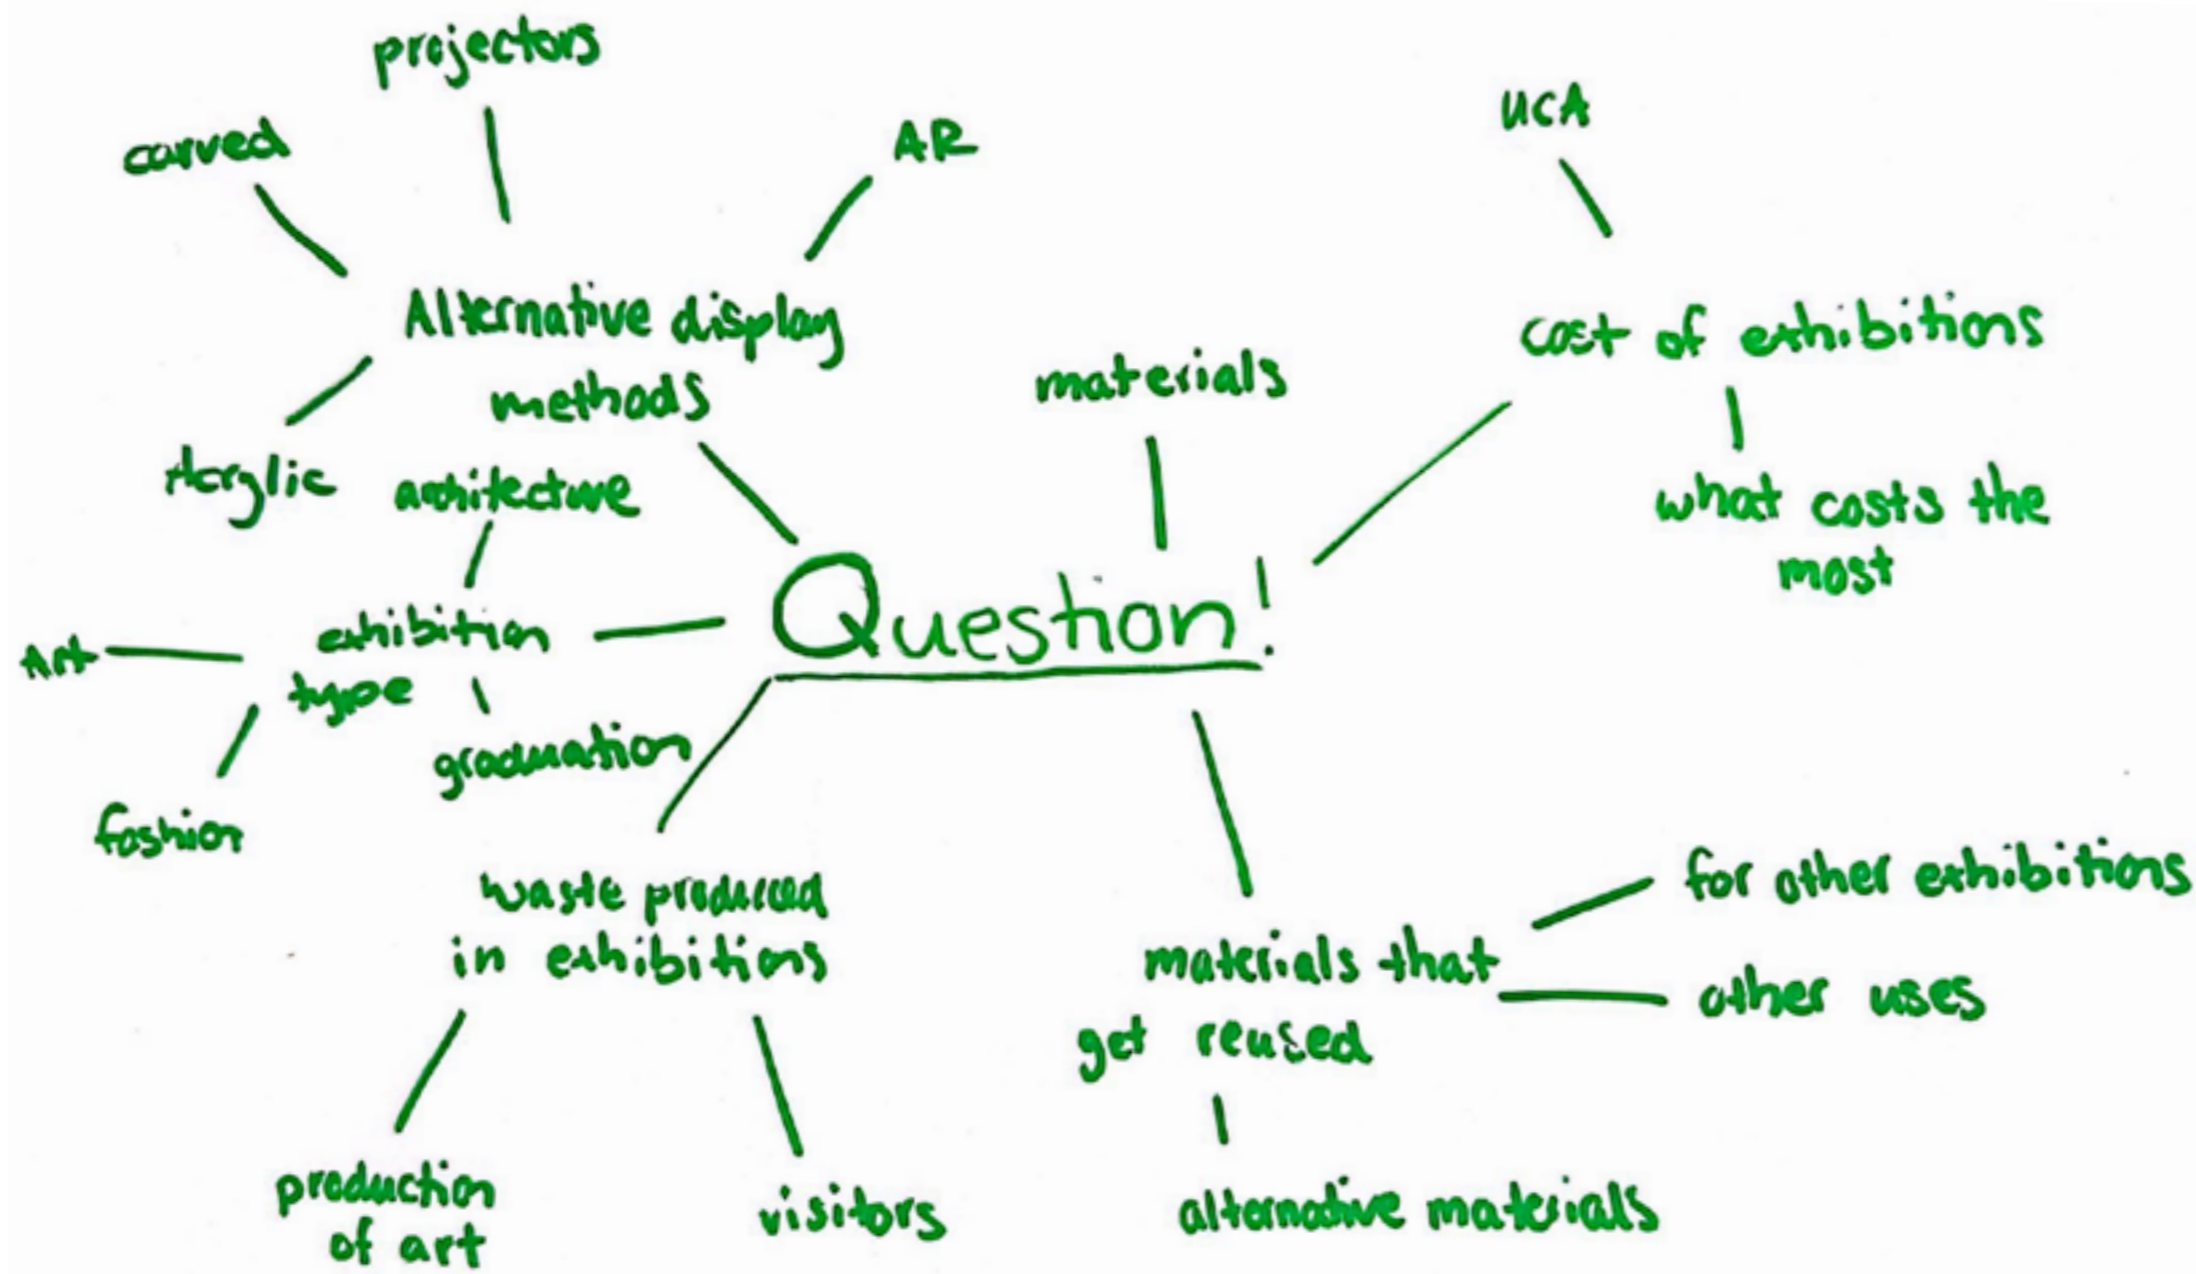 projectors
carved
AR
UCA
Alternative display
methods
cost of exhibitions
materials
what costs the
most
Acrylic
architecture
Question!
exhibition
type
Art
graduation
fashion
waste produced
in exhibitions
for other exhibitions
materials that
get reused
other uses
production
of art
visitors
alternative materials